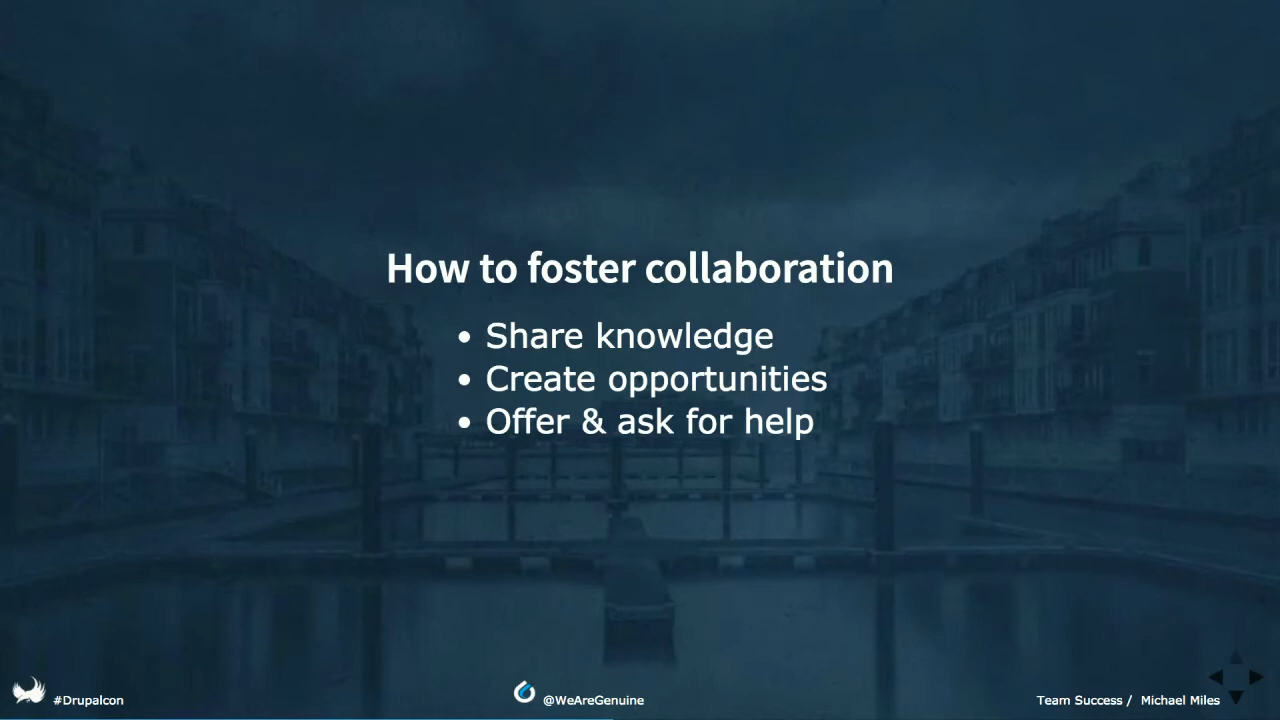 How to foster collaboration
• Share knowledge
• Create opportunities
• Offer & ask for help
#Drupalcon
@WeAreGenuine
Team Success / Michael Miles